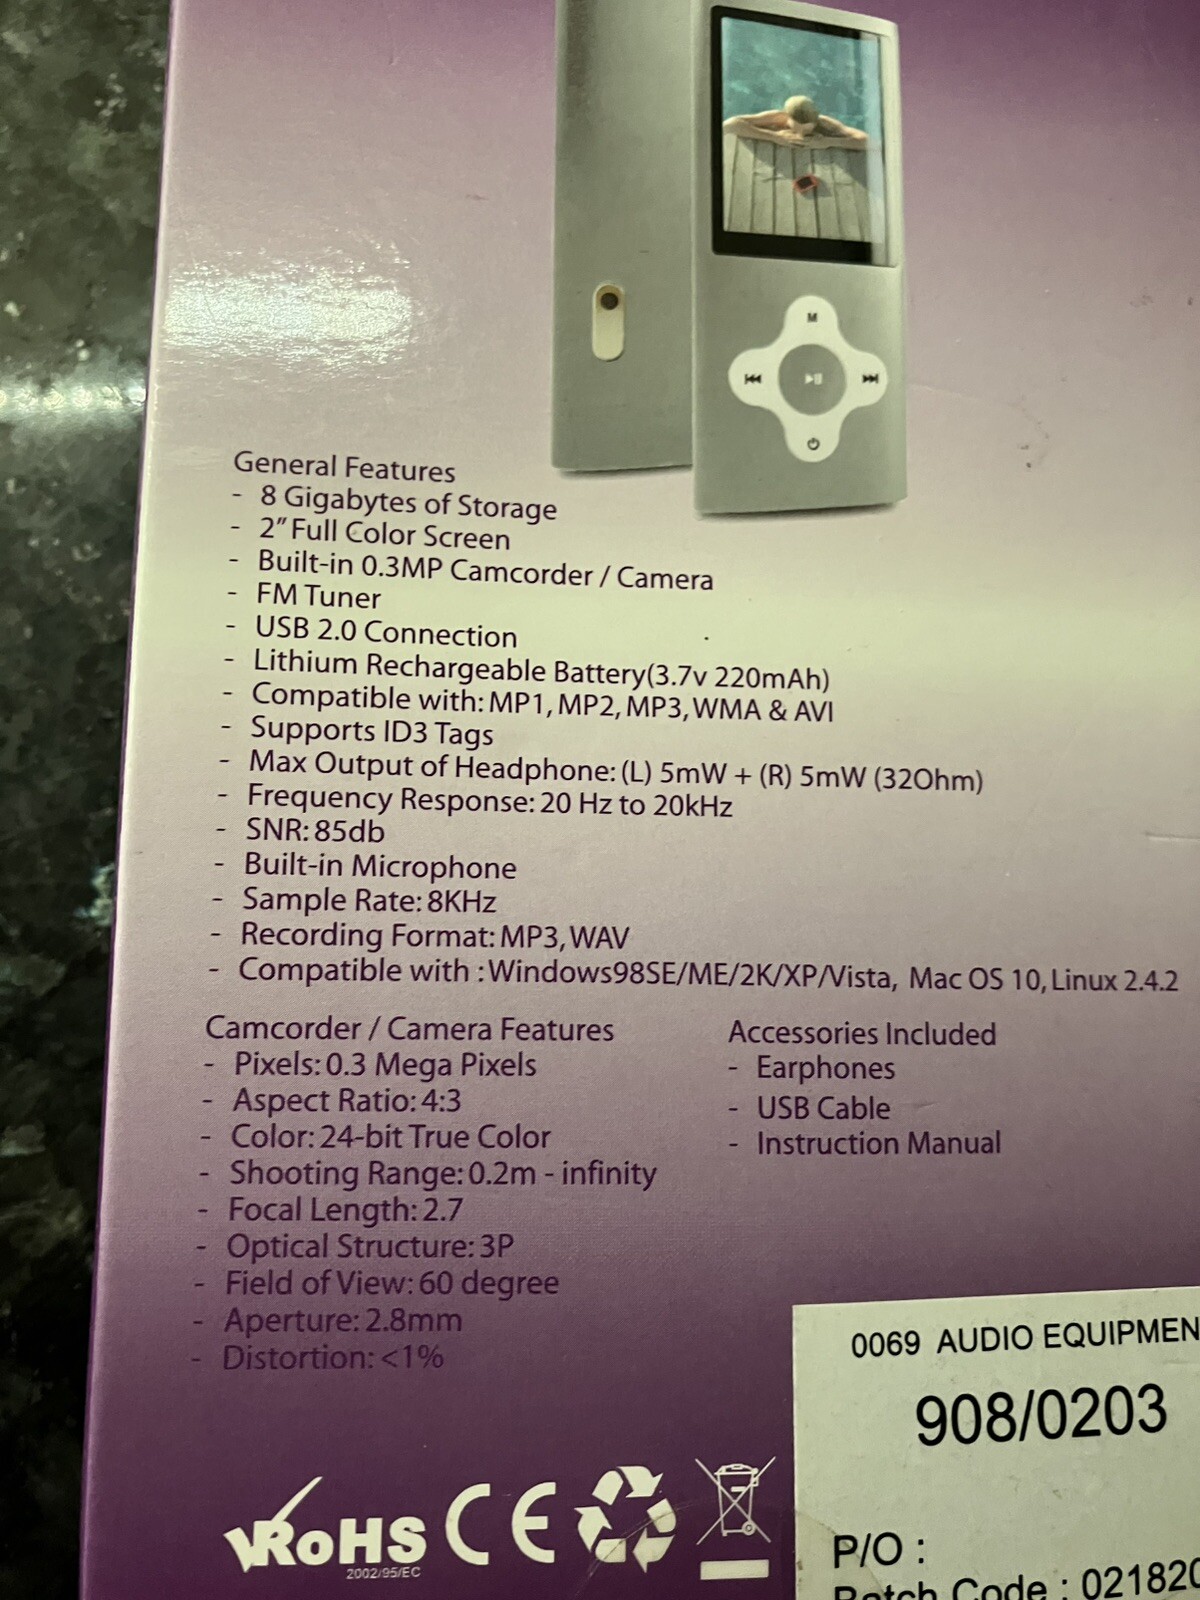 M
General Features
- 8 Gigabytes of Storage
- 2" Full Color Screen
- Built-in 0.3MP Camcorder / Camera
- FM Tuner
- USB 2.0 Connection
- Lithium Rechargeable Battery(3.7v 220mAh)
- Compatible with: MP1, MP2, MP3, WMA & AVI
- Supports ID3 Tags
- Max Output of Headphone: (L) 5mW + (R) 5mW (32Ohm)
- Frequency Response: 20 Hz to 20kHz
- SNR: 85db
- Built-in Microphone
- Sample Rate: 8KHz
- Recording Format: MP3, WAV
- Compatible with : Windows98SE/ME/2K/XP/Vista, Mac OS 10, Linux 2.4.2
Camcorder / Camera Features
- Pixels: 0.3 Mega Pixels
- Aspect Ratio: 4:3
- Color: 24-bit True Color
- Shooting Range: 0.2m - infinity
- Focal Length: 2.7
- Optical Structure: 3P
- Field of View: 60 degree
- Aperture: 2.8mm
- Distortion: <1%
Accessories Included
- Earphones
- USB Cable
- Instruction Manual
RoHS
2002/95/EC
CE
0069 AUDIO EQUIPMEN
908/0203
P/O :
Batch Code : 021820